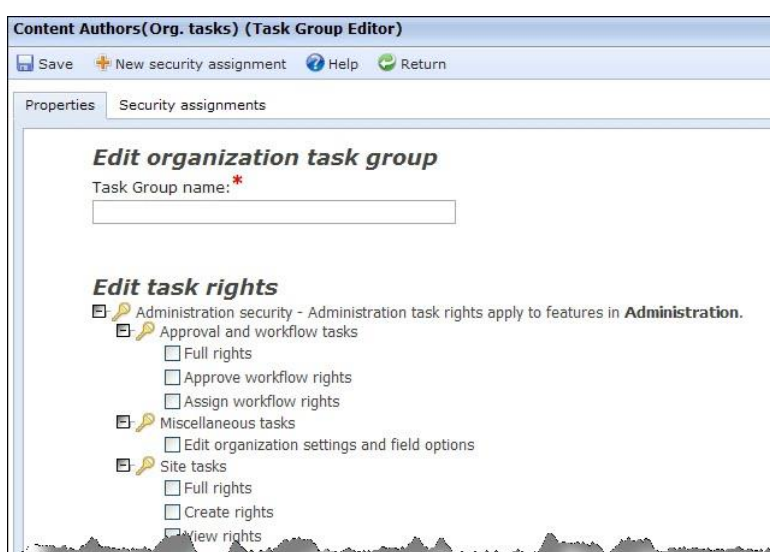 Content Authors(Org. tasks) (Task Group Editor)
Save New security assignment Help Return
Properties Security assignments
Edit organization task group
Task Group name:*
Edit task rights
Administration security - Administration task rights apply to features in Administration.
Approval and workflow tasks
Full rights
Approve workflow rights
Assign workflow rights
Miscellaneous tasks
Edit organization settings and field options
Site tasks
Full rights
Create rights
View rights